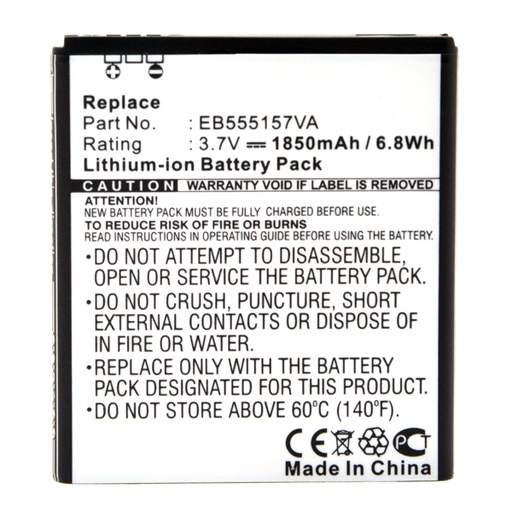 Replace
Part No. : EB555157VA
Rating : 3.7V 1850mAh / 6.8Wh
Lithium-ion Battery Pack
CAUTION WARRANTY VOID IF LABEL IS REMOVED
ATTENTION!
NEW BATTERY PACK MUST BE FULLY CHARGED BEFORE USE.
TO REDUCE RISK OF FIRE OR BURNS
READ INSTRUCTIONS IN OPERATING GUIDE BEFORE USING BATTERY.
•DO NOT ATTEMPT TO DISASSEMBLE,
OPEN OR SERVICE THE BATTERY PACK.
•DO NOT CRUSH, PUNCTURE, SHORT
EXTERNAL CONTACTS OR DISPOSE OF
IN FIRE OR WATER.
•REPLACE ONLY WITH THE BATTERY
PACK DESIGNATED FOR THIS PRODUCT.
•DO NOT STORE ABOVE 60°C (140°F).
CE PCT
Made In China